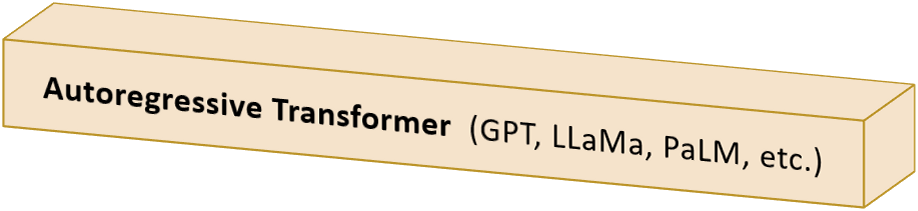 Autoregressive Transformer (GPT, LLaMa, PaLM, etc.)